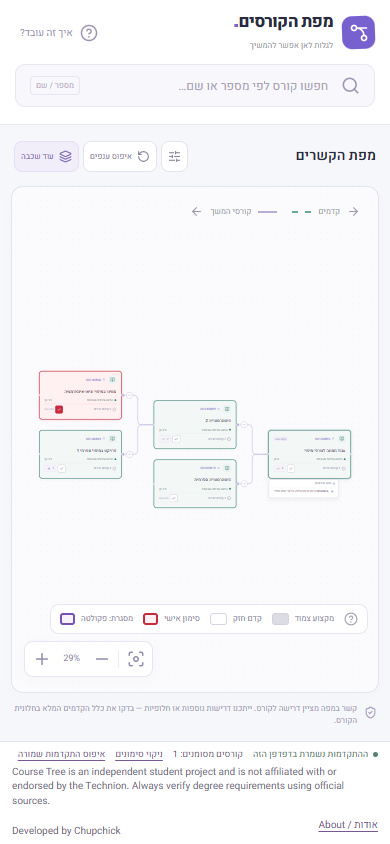 מפת הקורסים.
לגלות לאן אפשר להמשיך
איך זה עובד?
חפשו קורס לפי מספר או שם...
מספר / שם
מפת הקשרים
איפוס ענפים
עוד שכבה
קדמים
קורסי המשך
מקצוע צמוד
קדם חזק
סימון אישי
מסגרת: פקולטה
29%
קשר במפה מציין דרישה לקורס. ייתכנו דרישות נוספות או חלופיות — בדקו את כלל הקדמים המלא בחלונית
הקורס.
ההתקדמות נשמרת בדפדפן הזה
קורסים מסומנים: 1
ניקוי סימונים
איפוס התקדמות שמורה
Course Tree is an independent student project and is not affiliated with or
endorsed by the Technion. Always verify degree requirements using official
sources.
Developed by Chupchick
About / אודות